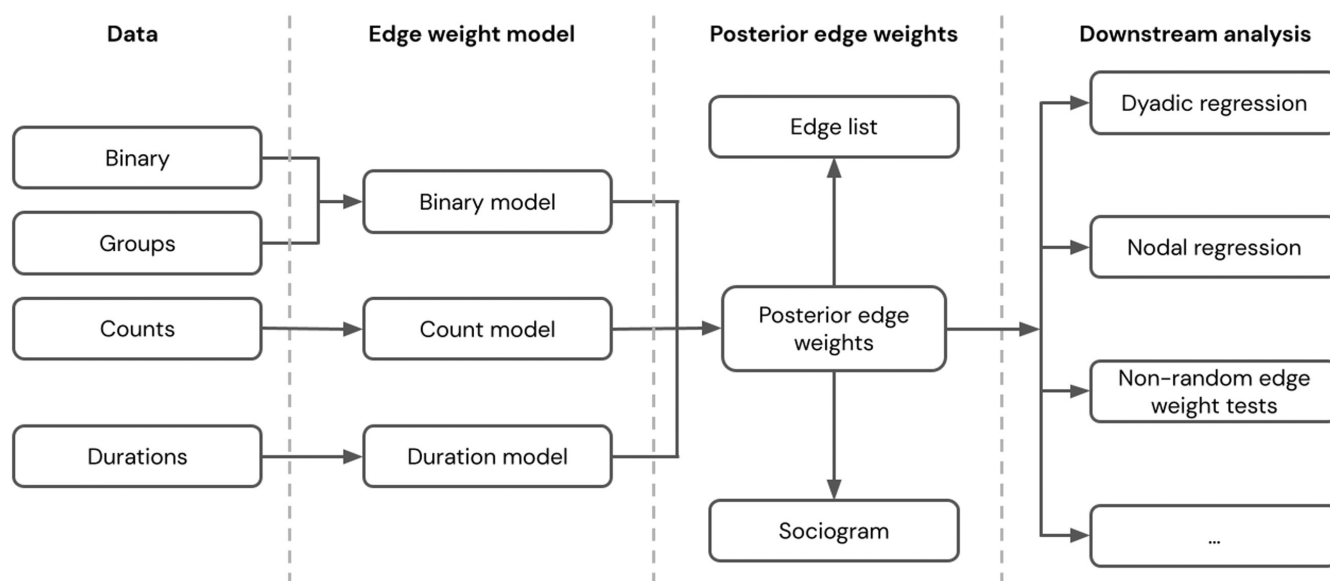 Data
Edge weight model
Posterior edge weights
Downstream analysis
Binary
Groups
Counts
Durations
Binary model
Count model
Duration model
Edge list
Posterior edge
weights
Sociogram
Dyadic regression
Nodal regression
Non-random edge
weight tests
...